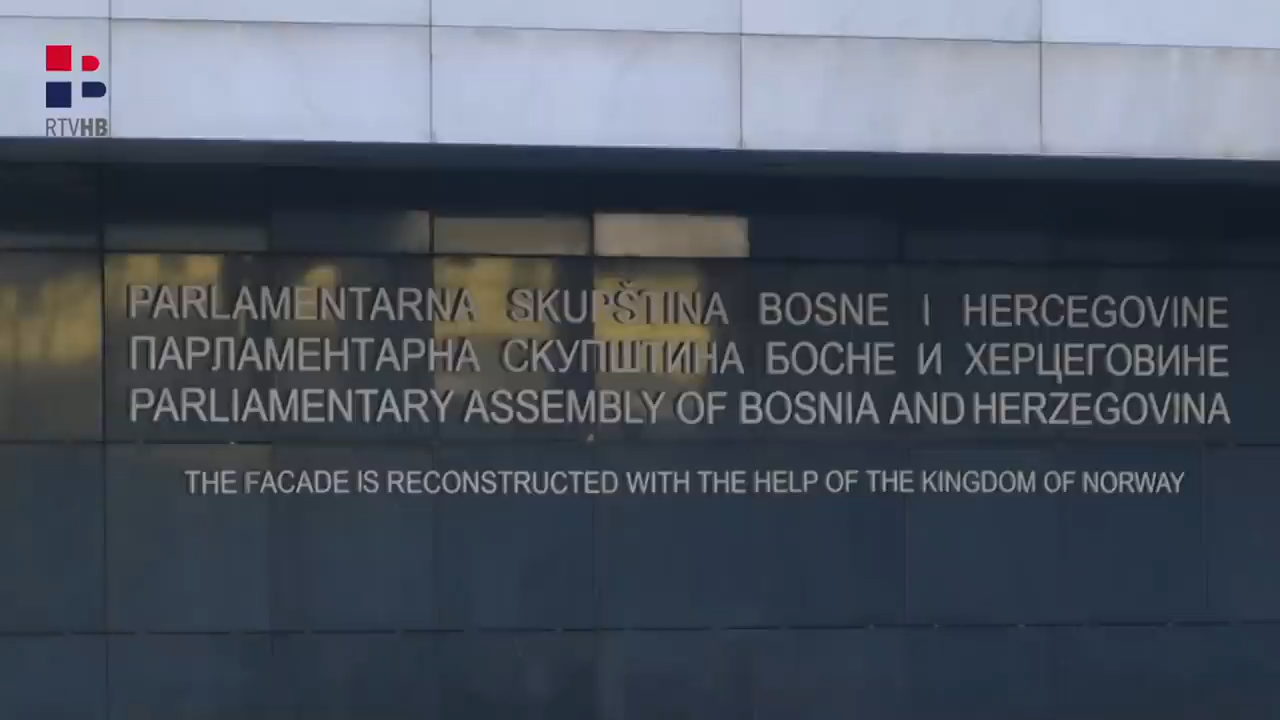 RTVHB
PARLAMENTARNA SKUPŠTINA BOSNE I HERCEGOVINE
ПАРЛАМЕНТАРНА СКУПШТИНА БОСНЕ И ХЕРЦЕГОВИНЕ
PARLIAMENTARY ASSEMBLY OF BOSNIA AND HERZEGOVINA
THE FACADE IS RECONSTRUCTED WITH THE HELP OF THE KINGDOM OF NORWAY